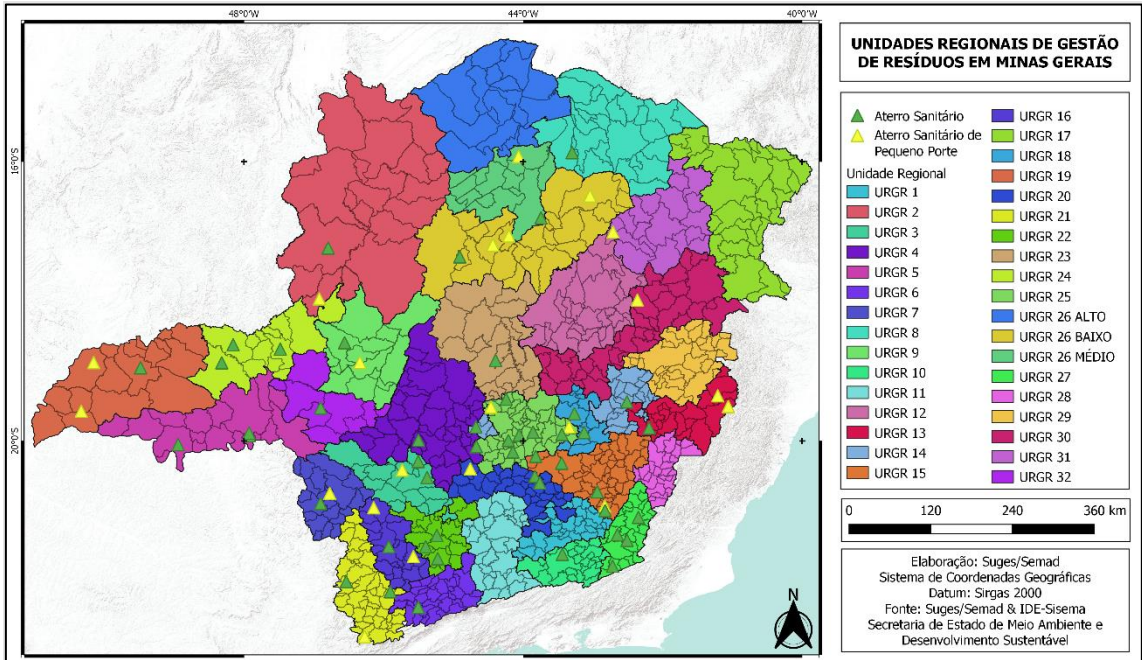 48°0'W
44°0'W
40°0'W
16°0'S
20°0'S
UNIDADES REGIONAIS DE GESTÃO
DE RESÍDUOS EM MINAS GERAIS
Aterro Sanitário
Aterro Sanitário de
Pequeno Porte
Unidade Regional
URGR 1
URGR 2
URGR 3
URGR 4
URGR 5
URGR 6
URGR 7
URGR 8
URGR 9
URGR 10
URGR 11
URGR 12
URGR 13
URGR 14
URGR 15
URGR 16
URGR 17
URGR 18
URGR 19
URGR 20
URGR 21
URGR 22
URGR 23
URGR 24
URGR 25
URGR 26 ALTO
URGR 26 BAIXO
URGR 26 MÉDIO
URGR 27
URGR 28
URGR 29
URGR 30
URGR 31
URGR 32
0 120 240 360 km
N
Elaboração: Suges/Semad
Sistema de Coordenadas Geográficas
Datum: Sirgas 2000
Fonte: Suges/Semad & IDE-Sisema
Secretaria de Estado de Meio Ambiente e
Desenvolvimento Sustentável